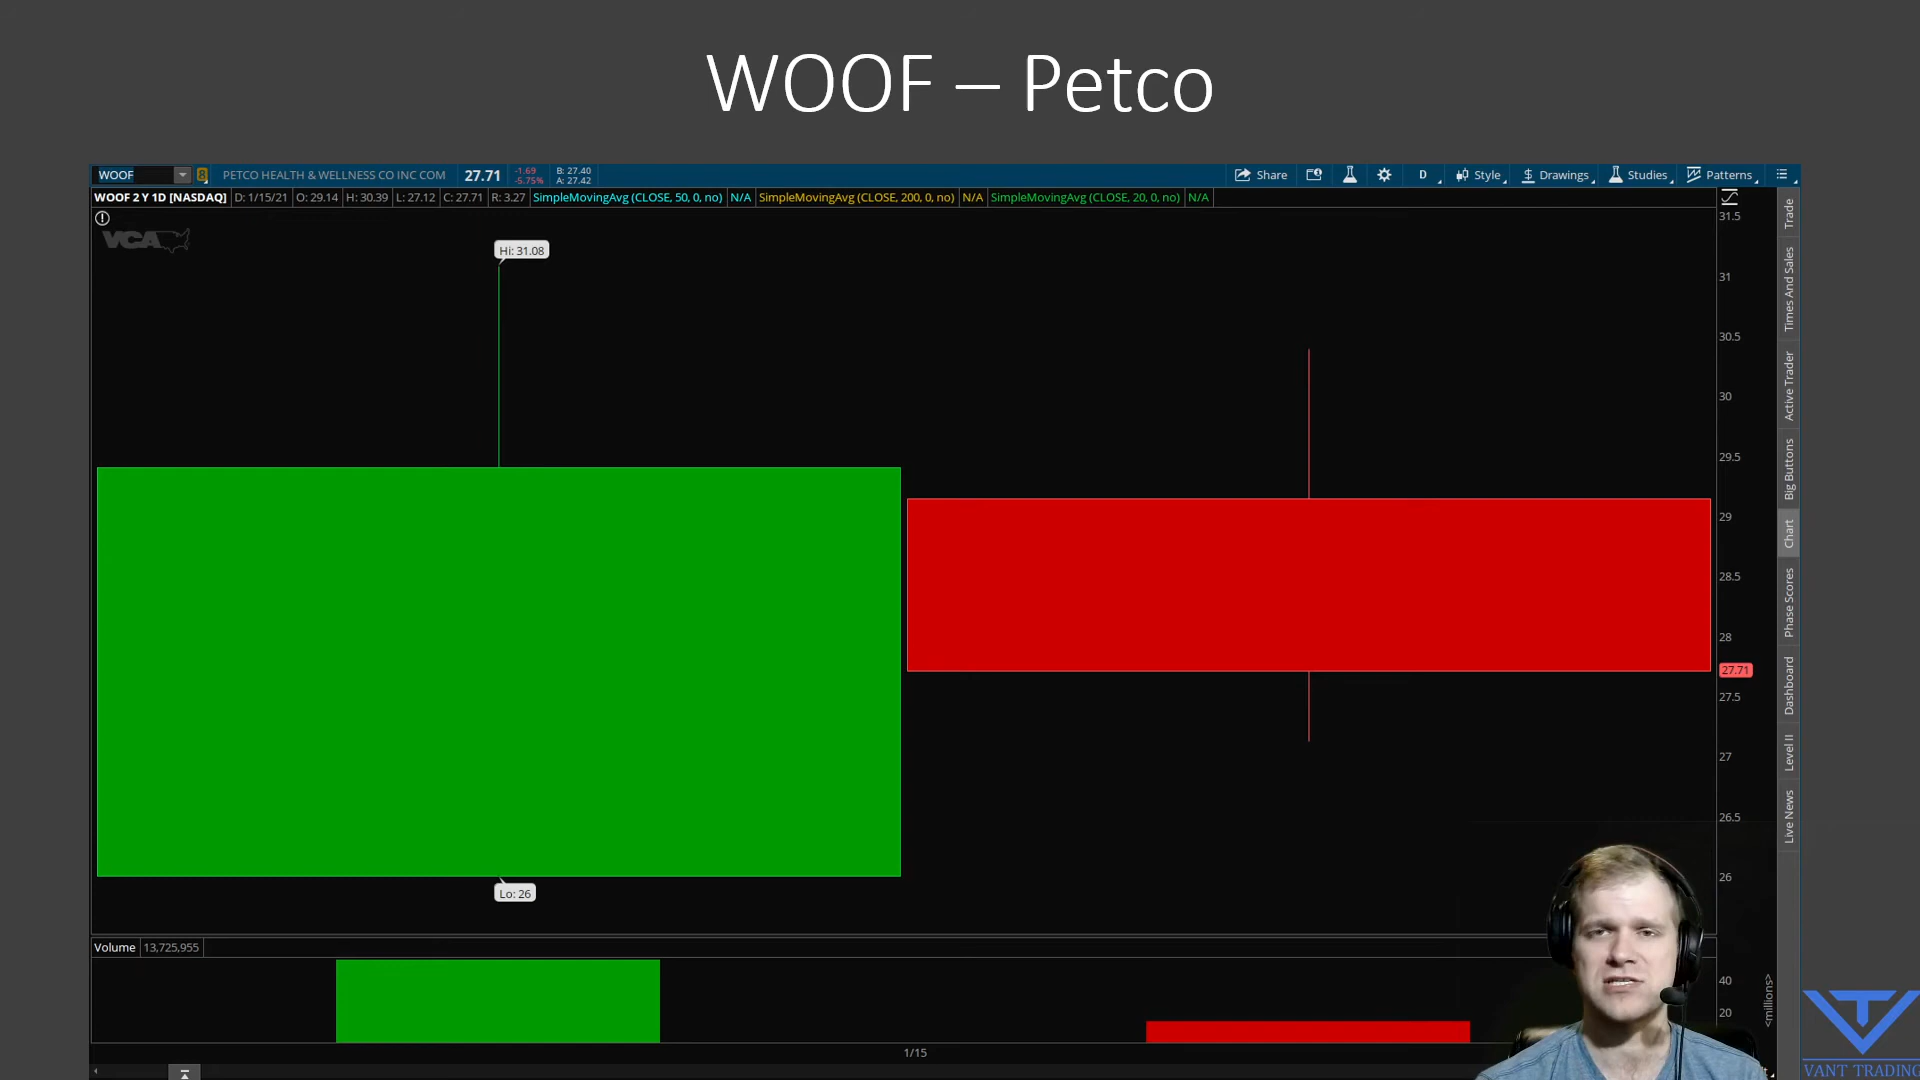 WOOF – Petco
WOOF 8 PETCO HEALTH & WELLNESS CO INC COM 27.71 -1.69 -5.75% B: 27.40 A: 27.42 Share D Style Drawings Studies Patterns
WOOF 2 Y 1D [NASDAQ] D: 1/15/21 O: 29.14 H: 30.39 L: 27.12 C: 27.71 R: 3.27 SimpleMovingAvg (CLOSE, 50, 0, no) N/A SimpleMovingAvg (CLOSE, 200, 0, no) N/A SimpleMovingAvg (CLOSE, 20, 0, no) N/A
VCA
Hi: 31.08
Lo: 26
31.5
31
30.5
30
29.5
29
28.5
28
27.71
27.5
27
26.5
26
Trade
Times And Sales
Active Trader
Big Buttons
Chart
Phase Scores
Dashboard
Level II
Live News
Volume 13,725,955
40
20
<millions>
1/15
VANT TRADING